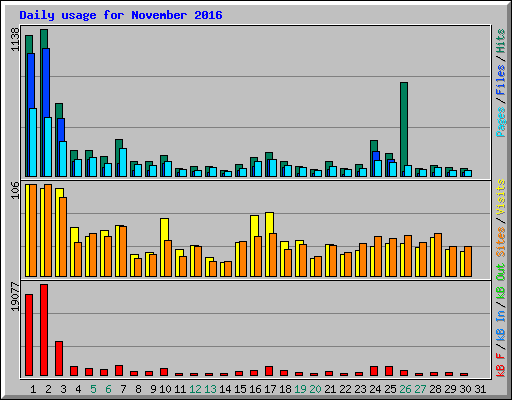 Daily usage for November 2016
1138
Pages / Files / Hits
106
Sites / Visits
19077
kB F / kB In / kB Out
1 2 3 4 5 6 7 8 9 10 11 12 13 14 15 16 17 18 19 20 21 22 23 24 25 26 27 28 29 30 31